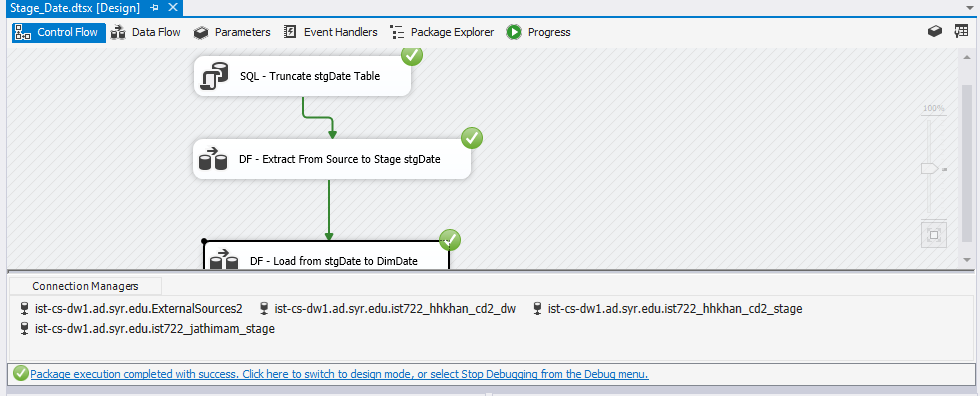 Stage_Date.dtsx [Design]
Control Flow Data Flow Parameters Event Handlers Package Explorer Progress
SQL - Truncate stgDate Table
100%
DF - Extract From Source to Stage stgDate
DF - Load from stgDate to DimDate
Connection Managers
ist-cs-dw1.ad.syr.edu.ExternalSources2 ist-cs-dw1.ad.syr.edu.ist722_hhkhan_cd2_dw ist-cs-dw1.ad.syr.edu.ist722_hhkhan_cd2_stage
ist-cs-dw1.ad.syr.edu.ist722_jathimam_stage
Package execution completed with success. Click here to switch to design mode, or select Stop Debugging from the Debug menu.